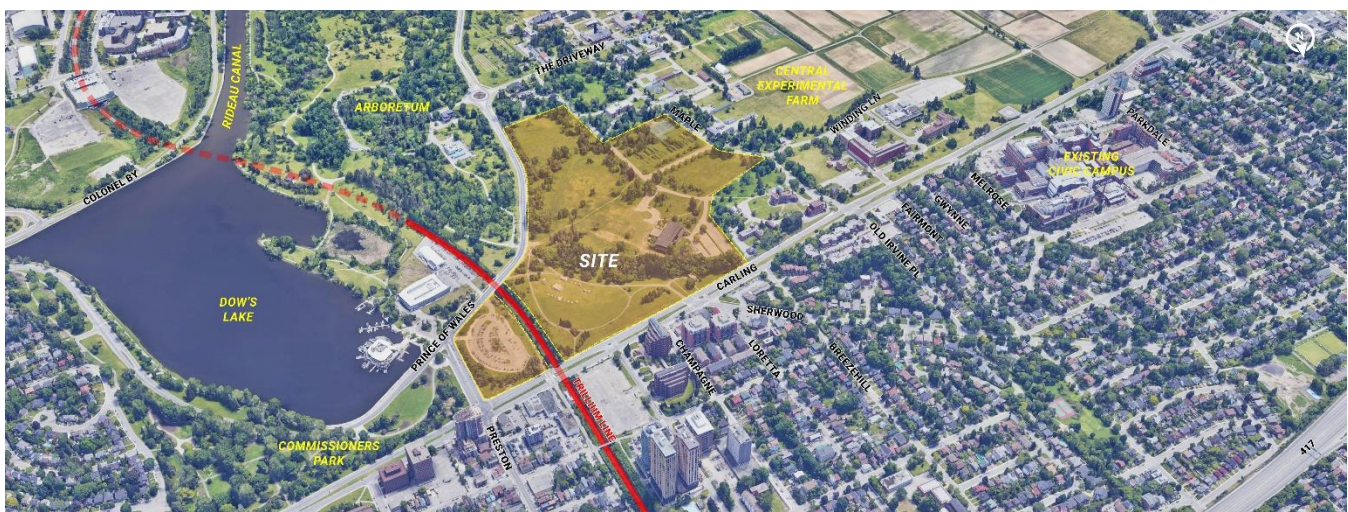 RIDEAU CANAL
THE DRIVEWAY
ARBORETUM
CENTRAL
EXPERIMENTAL
FARM
MAPLE
WINDING LN
PARKDALE
EXISTING
CIVIC CAMPUS
COLONEL BY
MELROSE
GWYNNE
FAIRMONT
OLD IRVINE PL
SITE
CARLING
DOW'S
LAKE
PRINCE OF WALES
SHERWOOD
LORETTA
BREEZEHILL
CHAMPAGNE
TRILLIUM LINE
PRESTON
COMMISSIONERS
PARK
417
N